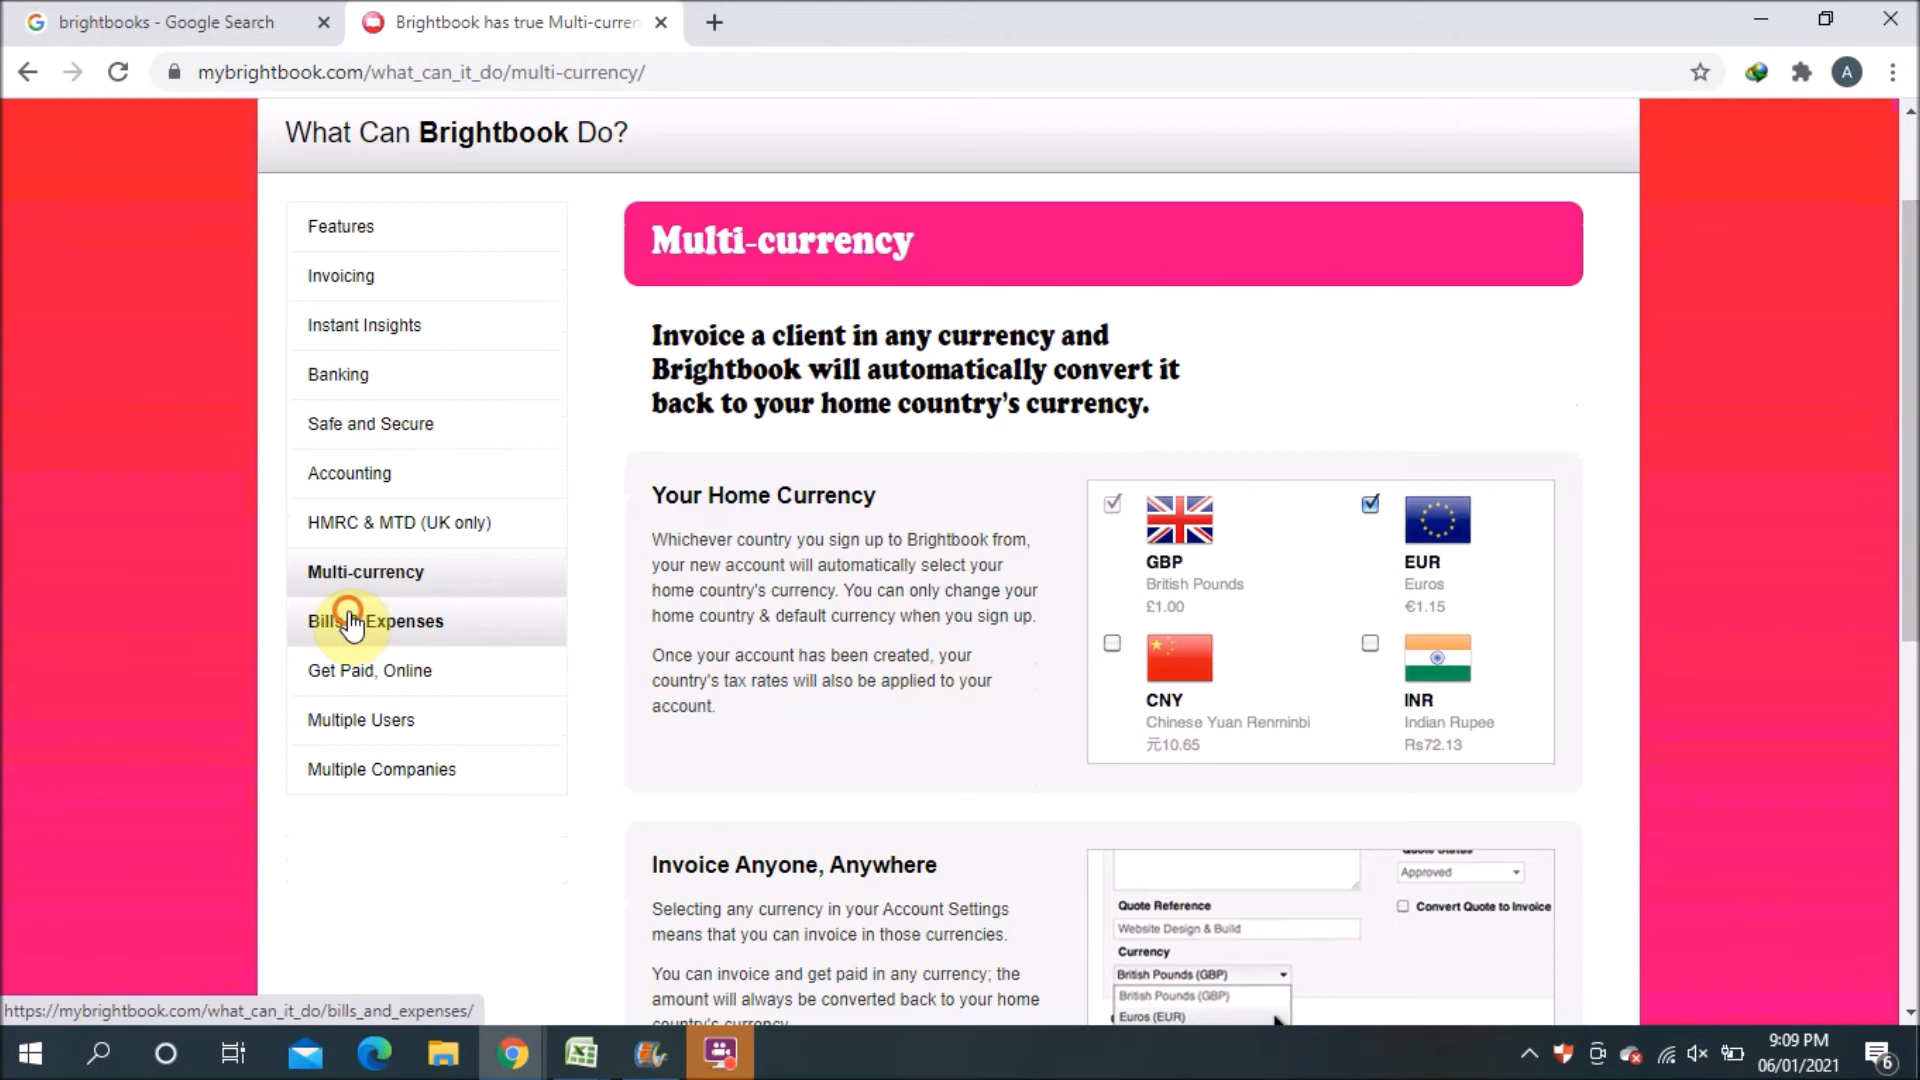 brightbooks - Google Search
Brightbook has true Multi-curren
mybrightbook.com/what_can_it_do/multi-currency/
A
What Can Brightbook Do?
Features
Invoicing
Instant Insights
Banking
Safe and Secure
Accounting
HMRC & MTD (UK only)
Multi-currency
Bills & Expenses
Get Paid, Online
Multiple Users
Multiple Companies
Multi-currency
Invoice a client in any currency and
Brightbook will automatically convert it
back to your home country's currency.
Your Home Currency
Whichever country you sign up to Brightbook from,
your new account will automatically select your
home country's currency. You can only change your
home country & default currency when you sign up.
Once your account has been created, your
country's tax rates will also be applied to your
account.
GBP
British Pounds
£1.00
EUR
Euros
€1.15
CNY
Chinese Yuan Renminbi
元10.65
INR
Indian Rupee
Rs72.13
Invoice Anyone, Anywhere
Selecting any currency in your Account Settings
means that you can invoice in those currencies.
You can invoice and get paid in any currency; the
amount will always be converted back to your home
country's currency
Quote Status
Approved
Quote Reference
Convert Quote to Invoice
Website Design & Build
Currency
British Pounds (GBP)
British Pounds (GBP)
Euros (EUR)
https://mybrightbook.com/what_can_it_do/bills_and_expenses/
9:09 PM
06/01/2021
6